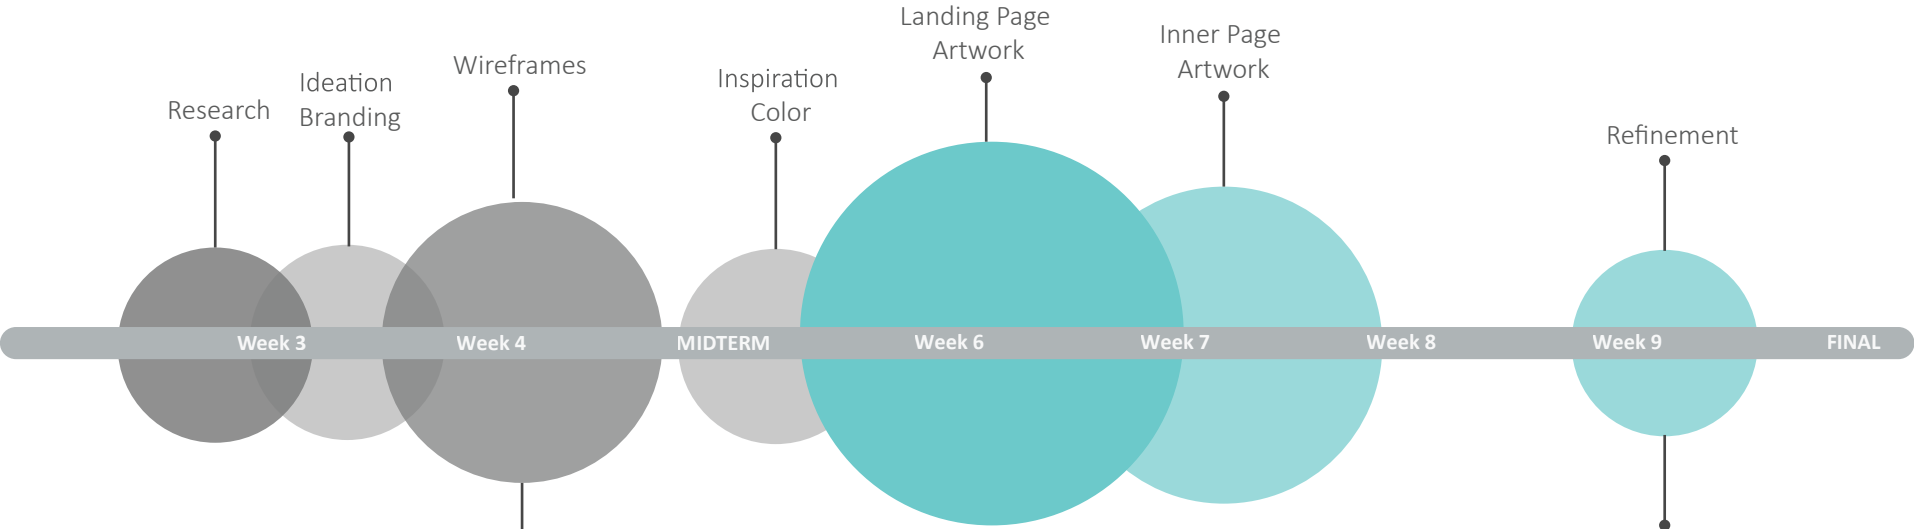 Research
Ideation
Branding
Wireframes
Inspiration
Color
Landing Page
Artwork
Inner Page
Artwork
Refinement
Week 3
Week 4
MIDTERM
Week 6
Week 7
Week 8
Week 9
FINAL